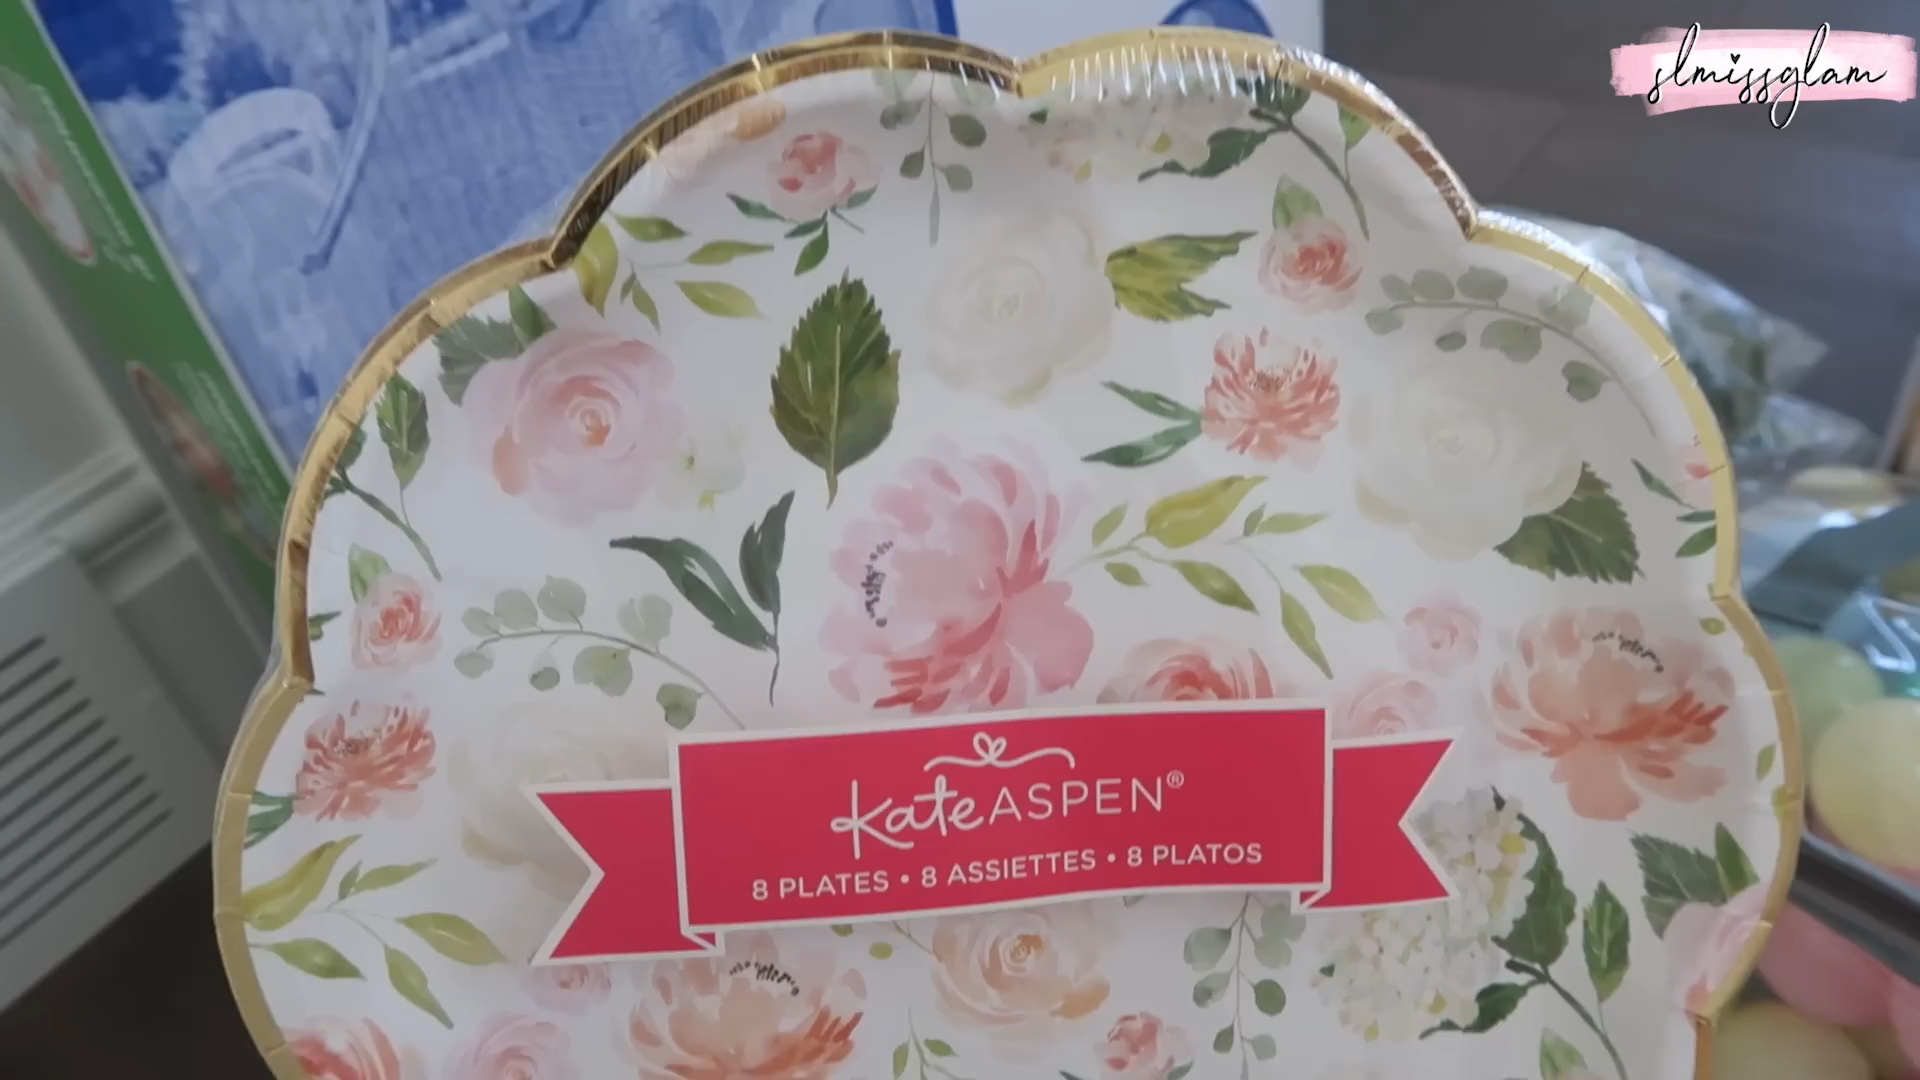 slmissglam
kate ASPEN®
8 PLATES • 8 ASSIETTES • 8 PLATOS